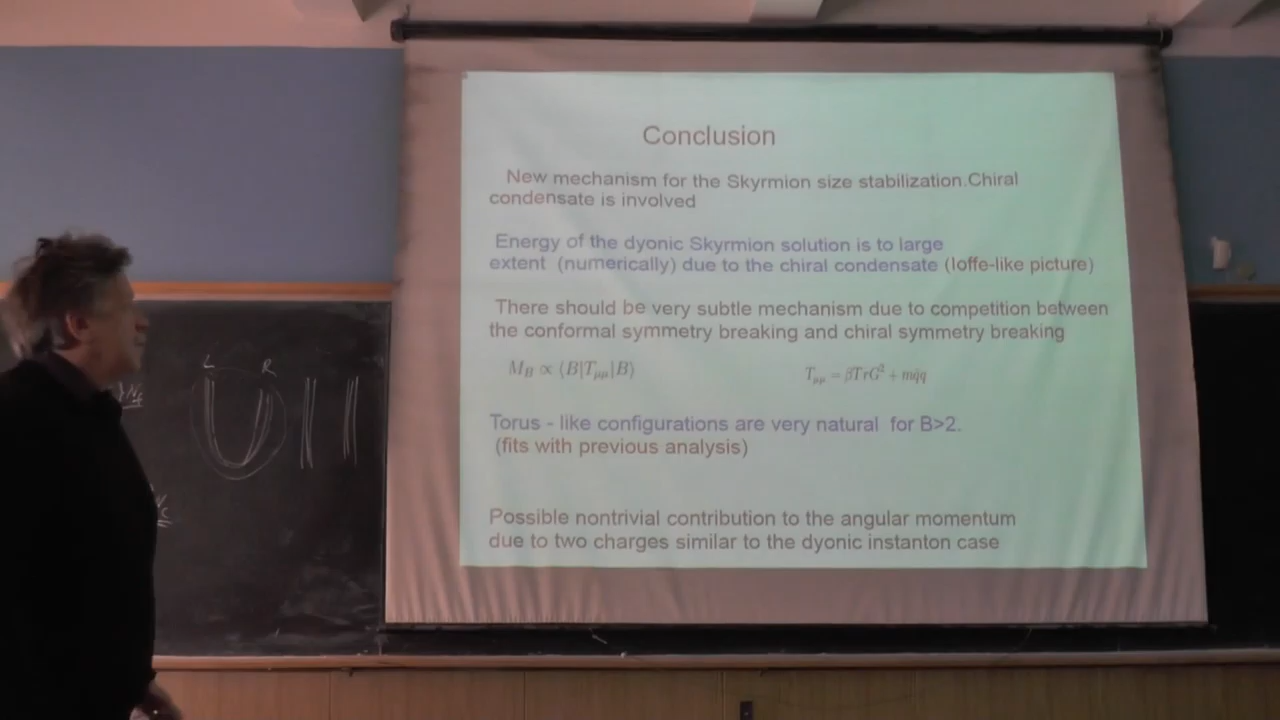 Conclusion
New mechanism for the Skyrmion size stabilization.Chiral
condensate is involved
Energy of the dyonic Skyrmion solution is to large
extent (numerically) due to the chiral condensate (Ioffe-like picture)
There should be very subtle mechanism due to competition between
the conformal symmetry breaking and chiral symmetry breaking
M_B ∝ ⟨B|T_μμ|B⟩
T_μμ = βTrG² + mq̄q
Torus - like configurations are very natural for B>2.
(fits with previous analysis)
Possible nontrivial contribution to the angular momentum
due to two charges similar to the dyonic instanton case
L R